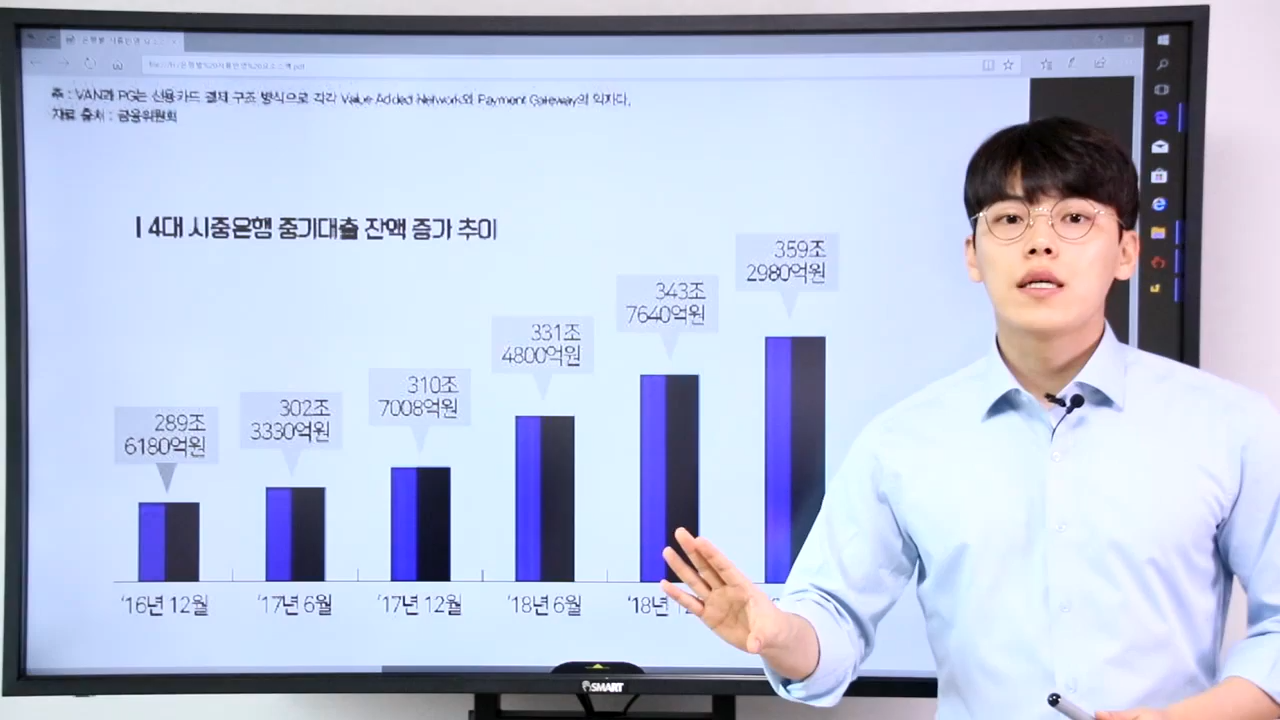 주 : VAN과 PG는 신용카드 결제 구조 방식으로 각각 Value Added Network와 Payment Gateway의 약자다.
자료 출처 : 금융위원회
4대 시중은행 중기대출 잔액 증가 추이
359조
2980억원
343조
7640억원
331조
4800억원
310조
7008억원
302조
3330억원
289조
6180억원
'16년 12월
'17년 6월
'17년 12월
'18년 6월
'18년
SMART